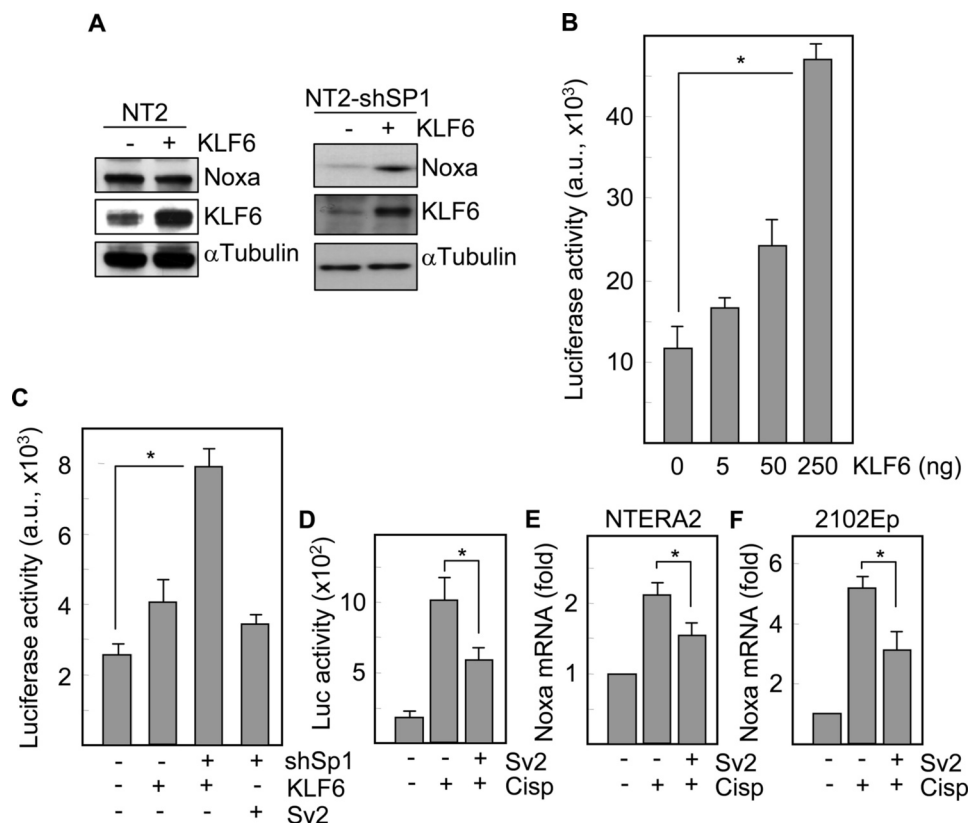 A
NT2
- + KLF6
Noxa
KLF6
αTubulin
NT2-shSP1
- + KLF6
Noxa
KLF6
αTubulin
B
Luciferase activity (a.u., x10³)
40
30
20
10
*
0 5 50 250 KLF6 (ng)
C
Luciferase activity (a.u., x10³)
8
6
4
2
*
- - + + shSp1
- + + - KLF6
- - - + Sv2
D
Luc activity (x10²)
10
5
*
- - + Sv2
- + + Cisp
E
NTERA2
Noxa mRNA (fold)
2
1
*
- - + Sv2
- + + Cisp
F
2102Ep
Noxa mRNA (fold)
6
4
2
*
- - + Sv2
- + + Cisp